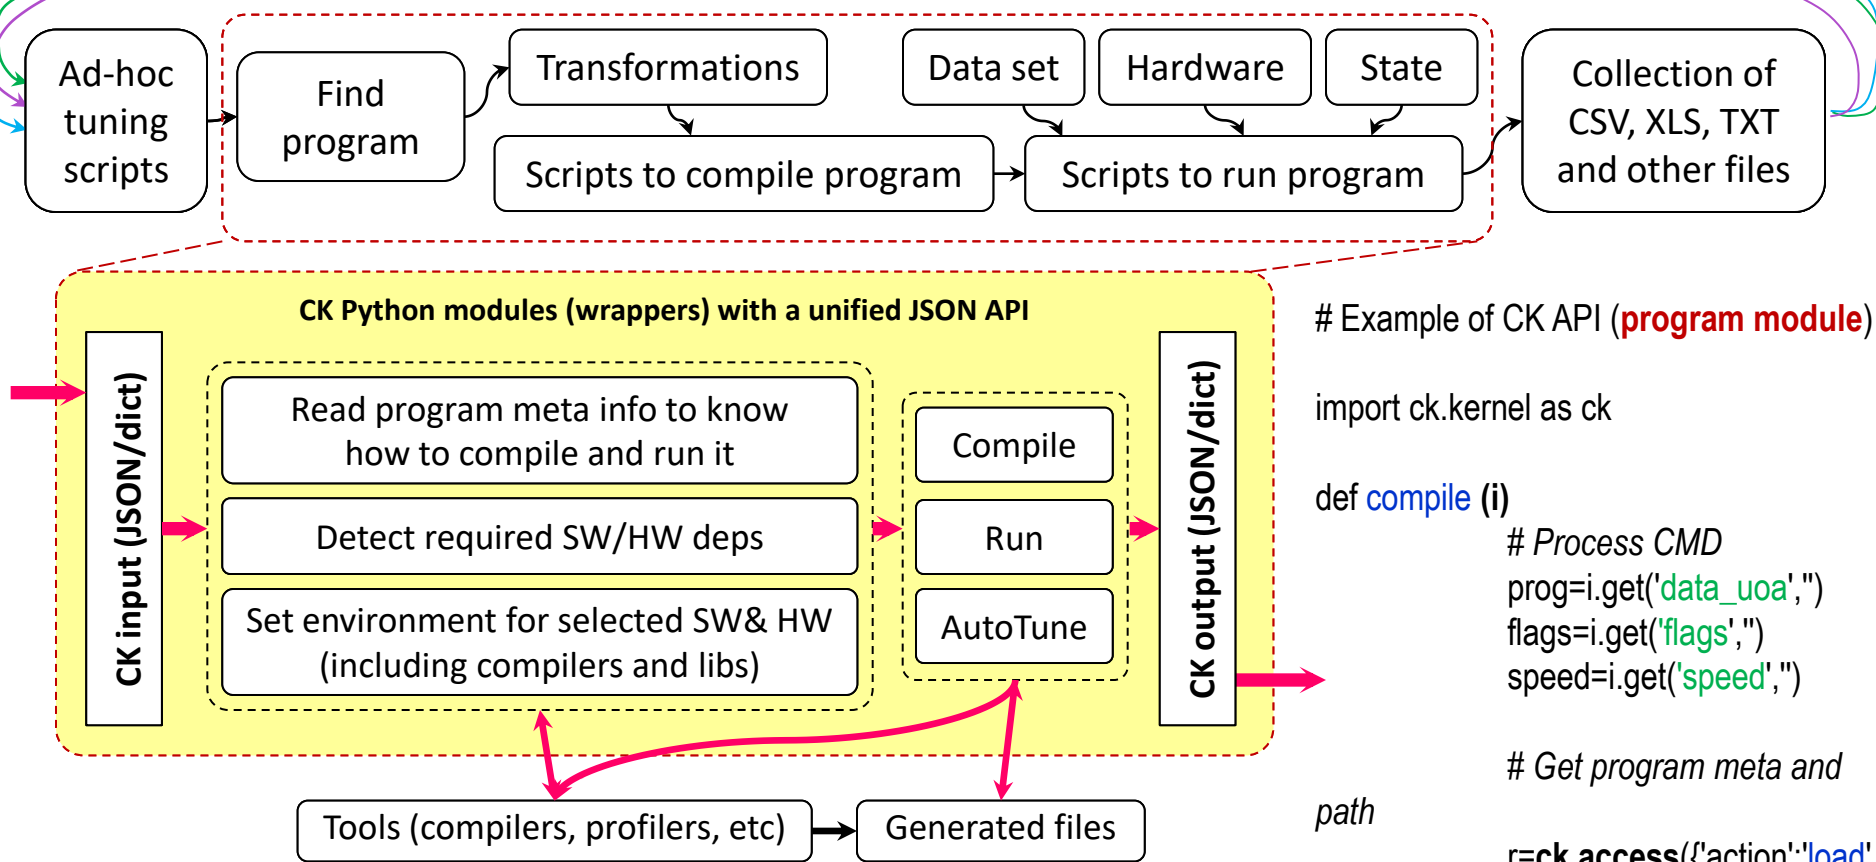 Ad-hoc
tuning
scripts
Find
program
Transformations
Data set
Hardware
State
Scripts to compile program
Scripts to run program
Collection of
CSV, XLS, TXT
and other files
CK Python modules (wrappers) with a unified JSON API
CK input (JSON/dict)
Read program meta info to know
how to compile and run it
Detect required SW/HW deps
Set environment for selected SW& HW
(including compilers and libs)
Compile
Run
AutoTune
CK output (JSON/dict)
Tools (compilers, profilers, etc)
Generated files
# Example of CK API (program module)
import ck.kernel as ck
def compile (i)
# Process CMD
prog=i.get('data_uoa','')
flags=i.get('flags','')
speed=i.get('speed','')
# Get program meta and
path
r=ck.access({'action':'load'